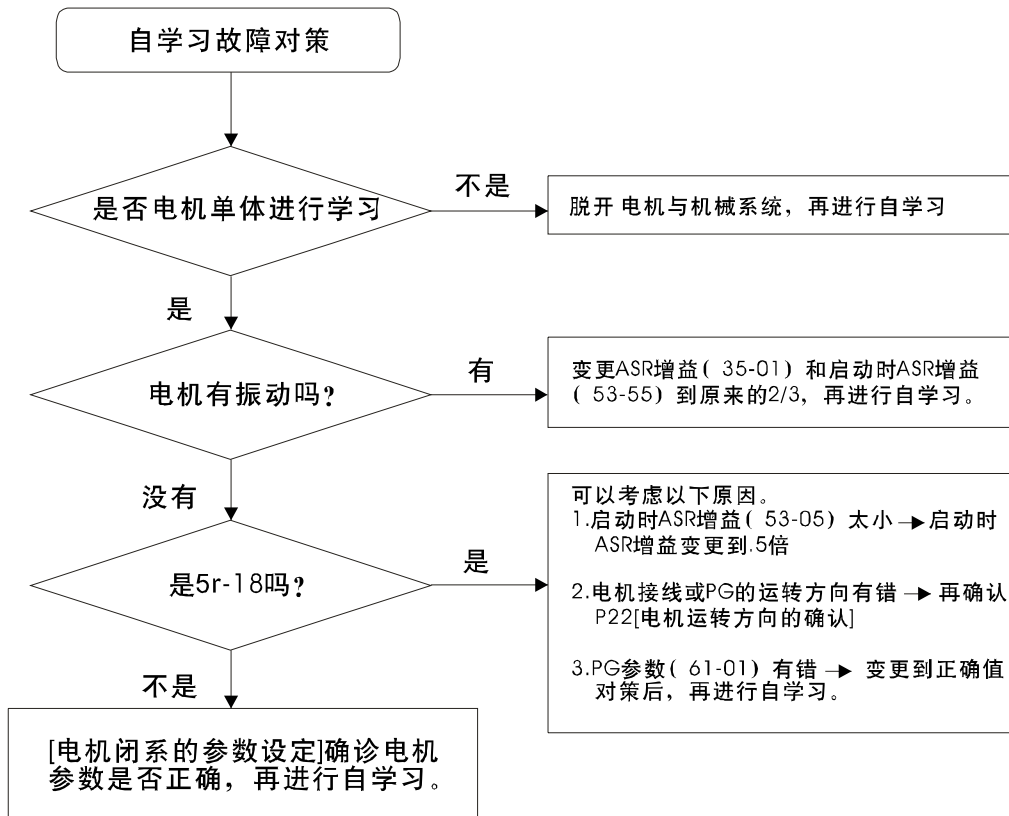 自学习故障对策
是否电机单体进行学习
不是
脱开 电机与机械系统，再进行自学习
是
电机有振动吗?
有
变更ASR增益( 35-01) 和启动时ASR增益
( 53-55) 到原来的2/3，再进行自学习。
没有
是5r-18吗?
是
可以考虑以下原因。
1.启动时ASR增益( 53-05) 太小→启动时
ASR增益变更到.5倍
2.电机接线或PG的运转方向有错→再确认
P22[电机运转方向的确认]
3.PG参数( 61-01) 有错→ 变更到正确值
对策后，再进行自学习。
不是
[电机闭系的参数设定]确诊电机
参数是否正确，再进行自学习。